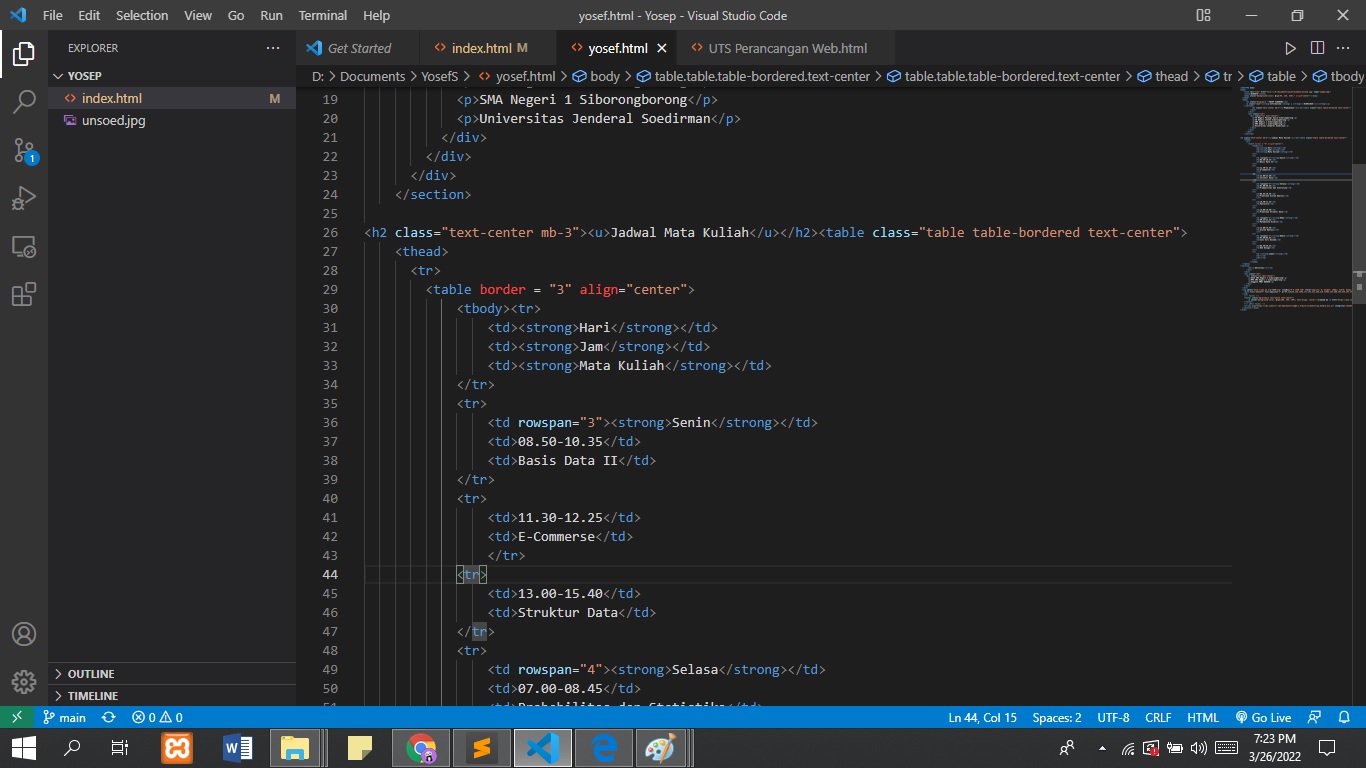 File Edit Selection View Go Run Terminal Help yosef.html - Yosep - Visual Studio Code
EXPLORER ··· Get Started index.html M yosef.html UTS Perancangan Web.html ···
YOSEP D: > Documents > YosefS > yosef.html > body > table.table.table-bordered.text-center > table.table.table-bordered.text-center > thead > tr > table > tbody
index.html M
unsoed.jpg
19 <p>SMA Negeri 1 Siborongborong</p>
20 <p>Universitas Jenderal Soedirman</p>
21 </div>
22 </div>
23 </div>
24 </section>
25
26 <h2 class="text-center mb-3"><u>Jadwal Mata Kuliah</u></h2><table class="table table-bordered text-center">
27 <thead>
28 <tr>
29 <table border = "3" align="center">
30 <tbody><tr>
31 <td><strong>Hari</strong></td>
32 <td><strong>Jam</strong></td>
33 <td><strong>Mata Kuliah</strong></td>
34 </tr>
35 <tr>
36 <td rowspan="3"><strong>Senin</strong></td>
37 <td>08.50-10.35</td>
38 <td>Basis Data II</td>
39 </tr>
40 <tr>
41 <td>11.30-12.25</td>
42 <td>E-Commerse</td>
43 </tr>
44 <tr>
45 <td>13.00-15.40</td>
46 <td>Struktur Data</td>
47 </tr>
48 <tr>
49 <td rowspan="4"><strong>Selasa</strong></td>
50 <td>07.00-08.45</td>
51 <td>Probabilitas dan Statistika</td>
OUTLINE
TIMELINE
1
main 0 0 Ln 44, Col 15 Spaces: 2 UTF-8 CRLF HTML Go Live
7:23 PM
3/26/2022